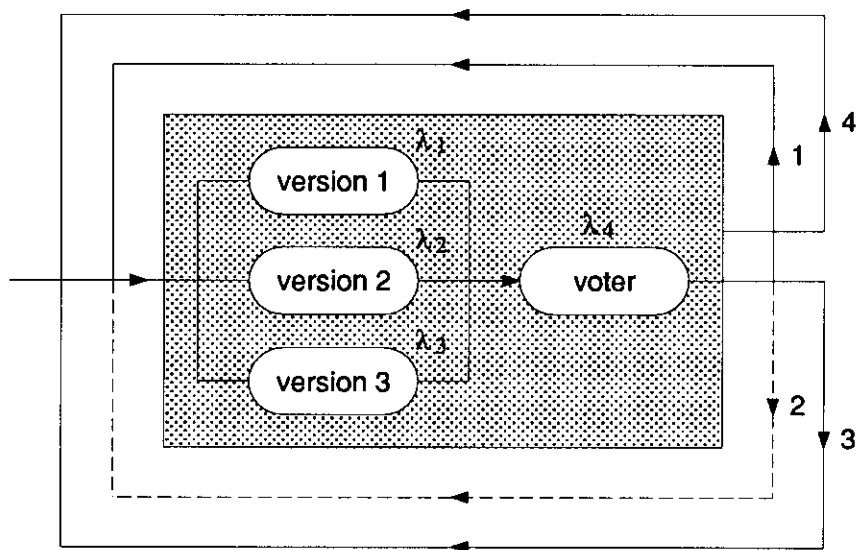 4
1
λ1
version 1
λ2
λ4
version 2
voter
λ3
version 3
2
3